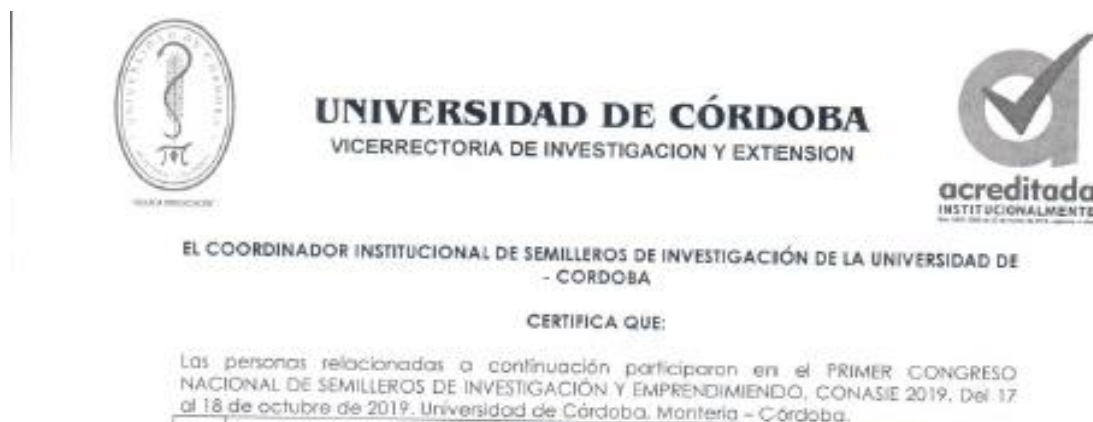 UNIVERSIDAD DE CÓRDOBA
VICERRECTORIA DE INVESTIGACION Y EXTENSION
acreditada
INSTITUCIONALMENTE
EL COORDINADOR INSTITUCIONAL DE SEMILLEROS DE INVESTIGACIÓN DE LA UNIVERSIDAD DE
- CORDOBA
CERTIFICA QUE:
Las personas relacionadas a continuación participaron en el PRIMER CONGRESO
NACIONAL DE SEMILLEROS DE INVESTIGACIÓN Y EMPRENDIMIENDO, CONASIE 2019. Del 17
al 18 de octubre de 2019. Universidad de Córdoba. Montería – Córdoba.